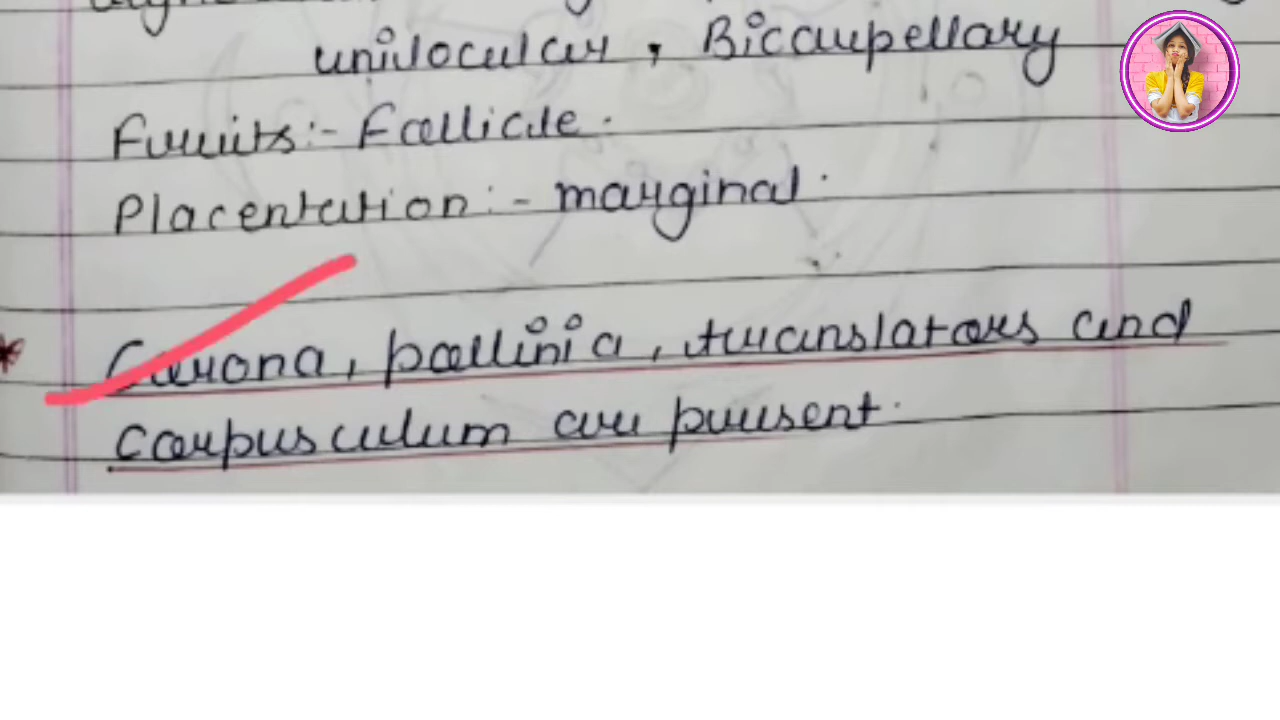 unilocular, Bicarpellary
Fruits:- Follicle.
Placentation:- marginal.
Corona, pollinia, translators and
corpusculum are present.